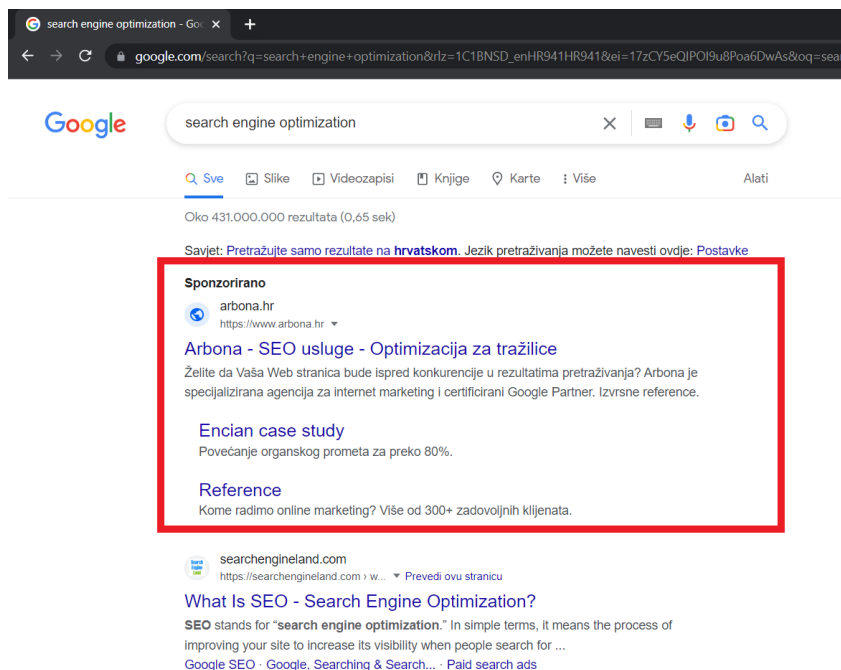 search engine optimization - Goo
google.com/search?q=search+engine+optimization&rlz=1C1BNSD_enHR941HR941&ei=17zCY5eQIPOI9u8Poa6DwAs&oq=sear
Google
search engine optimization
Sve Slike Videozapisi Knjige Karte Više Alati
Oko 431.000.000 rezultata (0,65 sek)
Savjet: Pretražujte samo rezultate na hrvatskom. Jezik pretraživanja možete navesti ovdje: Postavke
Sponzorirano
arbona.hr
https://www.arbona.hr
Arbona - SEO usluge - Optimizacija za tražilice
Želite da Vaša Web stranica bude ispred konkurencije u rezultatima pretraživanja? Arbona je
specijalizirana agencija za internet marketing i certificirani Google Partner. Izvrsne reference.
Encian case study
Povećanje organskog prometa za preko 80%.
Reference
Kome radimo online marketing? Više od 300+ zadovoljnih klijenata.
searchengineland.com
https://searchengineland.com › w... Prevedi ovu stranicu
What Is SEO - Search Engine Optimization?
SEO stands for “search engine optimization.” In simple terms, it means the process of
improving your site to increase its visibility when people search for ...
Google SEO · Google, Searching & Search... · Paid search ads